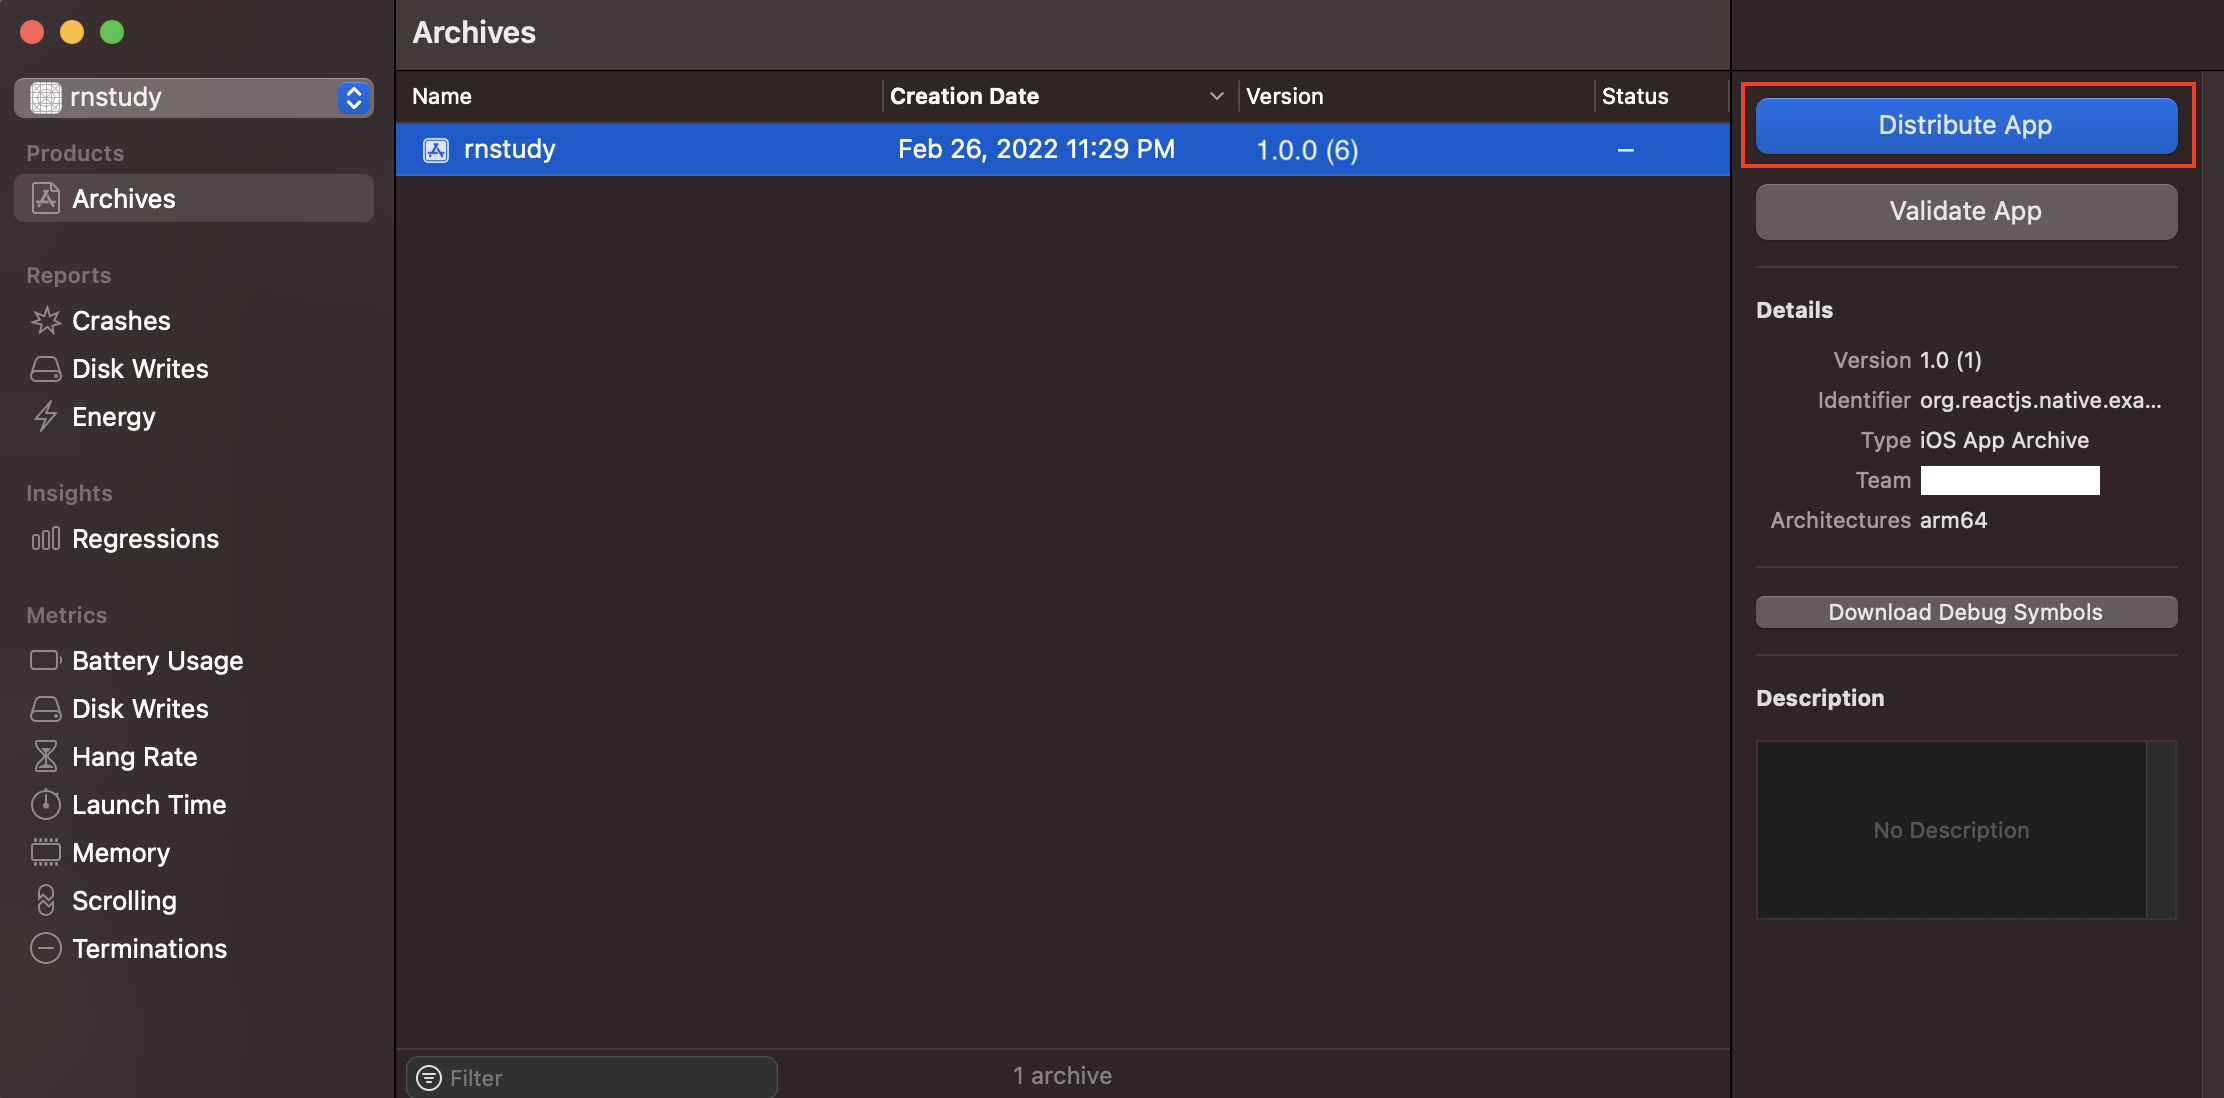 rnstudy
Products
Archives
Reports
Crashes
Disk Writes
Energy
Insights
Regressions
Metrics
Battery Usage
Disk Writes
Hang Rate
Launch Time
Memory
Scrolling
Terminations
Archives
Name Creation Date Version Status
rnstudy Feb 26, 2022 11:29 PM 1.0.0 (6) –
Filter 1 archive
Distribute App
Validate App
Details
Version 1.0 (1)
Identifier org.reactjs.native.exa...
Type iOS App Archive
Team
Architectures arm64
Download Debug Symbols
Description
No Description